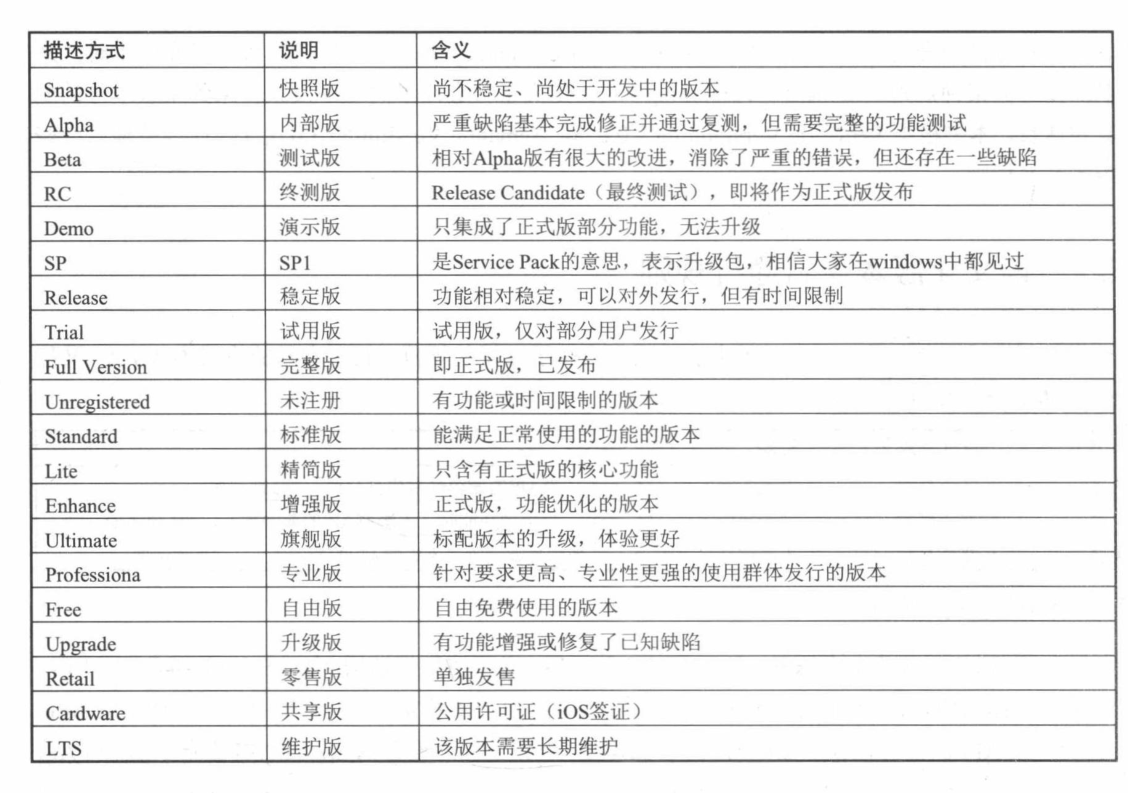 描述方式 说明 含义
Snapshot 快照版 尚不稳定、尚处于开发中的版本
Alpha 内部版 严重缺陷基本完成修正并通过复测，但需要完整的功能测试
Beta 测试版 相对Alpha版有很大的改进，消除了严重的错误，但还存在一些缺陷
RC 终测版 Release Candidate（最终测试），即将作为正式版发布
Demo 演示版 只集成了正式版部分功能，无法升级
SP SP1 是Service Pack的意思，表示升级包，相信大家在windows中都见过
Release 稳定版 功能相对稳定，可以对外发行，但有时间限制
Trial 试用版 试用版，仅对部分用户发行
Full Version 完整版 即正式版，已发布
Unregistered 未注册 有功能或时间限制的版本
Standard 标准版 能满足正常使用的功能的版本
Lite 精简版 只含有正式版的核心功能
Enhance 增强版 正式版，功能优化的版本
Ultimate 旗舰版 标配版本的升级，体验更好
Professiona 专业版 针对要求更高、专业性更强的使用群体发行的版本
Free 自由版 自由免费使用的版本
Upgrade 升级版 有功能增强或修复了已知缺陷
Retail 零售版 单独发售
Cardware 共享版 公用许可证（iOS签证）
LTS 维护版 该版本需要长期维护